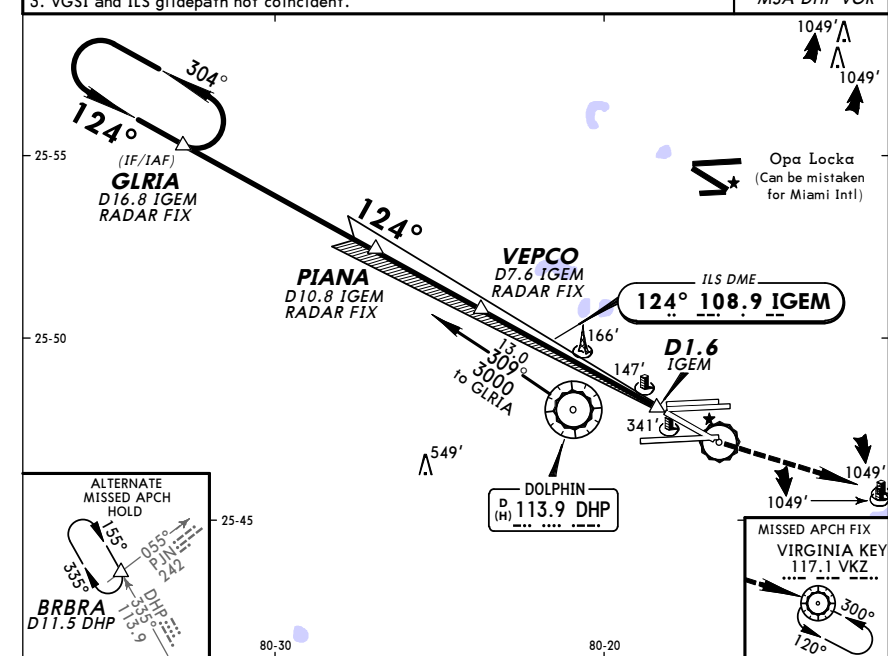 3. VGSI and ILS glidepath not coincident.
MSA DHP VOR
1049'
1049'
304°
124°
25-55
(IF/IAF)
GLRIA
D16.8 IGEM
RADAR FIX
Opa Locka
(Can be mistaken
for Miami Intl)
124°
PIANA
D10.8 IGEM
RADAR FIX
VEPCO
D7.6 IGEM
RADAR FIX
ILS DME
124° 108.9 IGEM
25-50
166'
D1.6
IGEM
13.0
309°
3000
to GLRIA
147'
341'
549'
1049'
1049'
DOLPHIN
D
(H) 113.9 DHP
ALTERNATE
MISSED APCH
HOLD
155°
335°
055°
PJN
242
DHP
335°
113.9
BRBRA
D11.5 DHP
25-45
MISSED APCH FIX
VIRGINIA KEY
117.1 VKZ
300°
120°
80-30
80-20